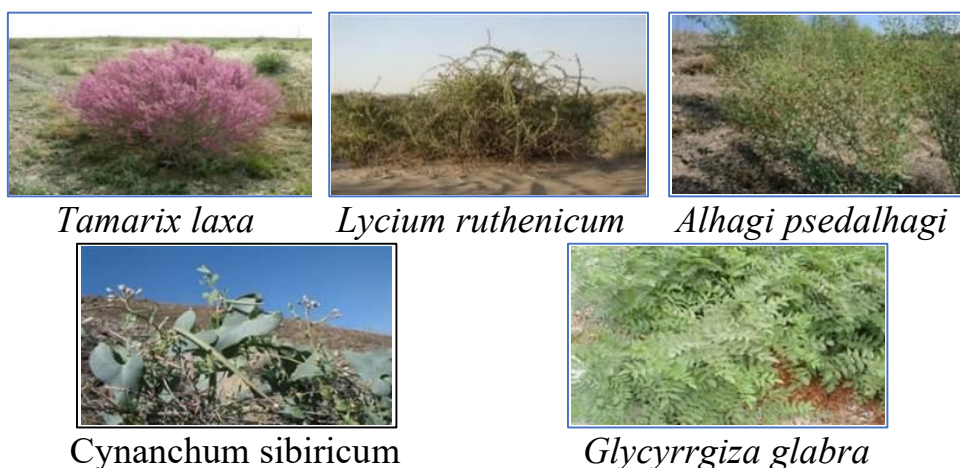 Tamarix laxa
Lycium ruthenicum
Alhagi psedalhagi
Cynanchum sibiricum
Glycyrrgiza glabra